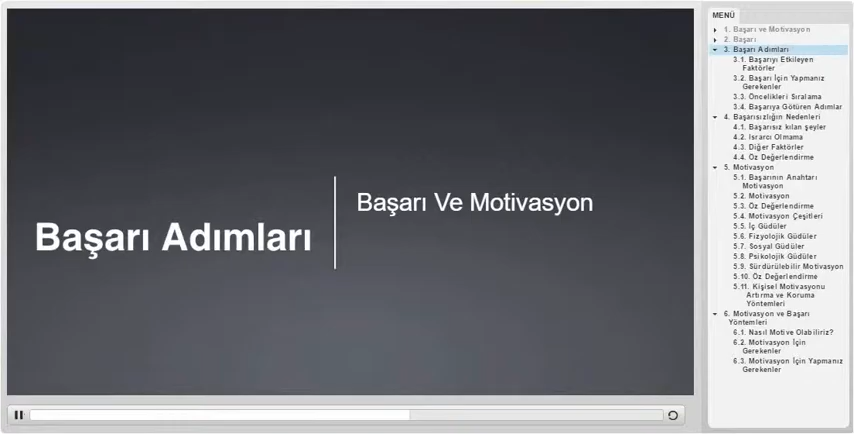 Başarı Adımları
Başarı Ve Motivasyon
MENÜ
1. Başarı ve Motivasyon
2. Başarı
3. Başarı Adımları
3.1. Başarıyı Etkileyen
Faktörler
3.2. Başarı İçin Yapmanız
Gerekenler
3.3. Öncelikleri Sıralama
3.4. Başarıya Götüren Adımlar
4. Başarısızlığın Nedenleri
4.1. Başarısız kılan şeyler
4.2. Israrcı Olmama
4.3. Diğer Faktörler
4.4. Öz Değerlendirme
5. Motivasyon
5.1. Başarının Anahtarı
Motivasyon
5.2. Motivasyon
5.3. Öz Değerlendirme
5.4. Motivasyon Çeşitleri
5.5. İç Güdüler
5.6. Fizyolojik Güdüler
5.7. Sosyal Güdüler
5.8. Psikolojik Güdüler
5.9. Sürdürülebilir Motivasyon
5.10. Öz Değerlendirme
5.11. Kişisel Motivasyonu
Artırma ve Koruma
Yöntemleri
6. Motivasyon ve Başarı
Yöntemleri
6.1. Nasıl Motive Olabiliriz?
6.2. Motivasyon İçin
Gerekenler
6.3. Motivasyon İçin Yapmanız
Gerekenler